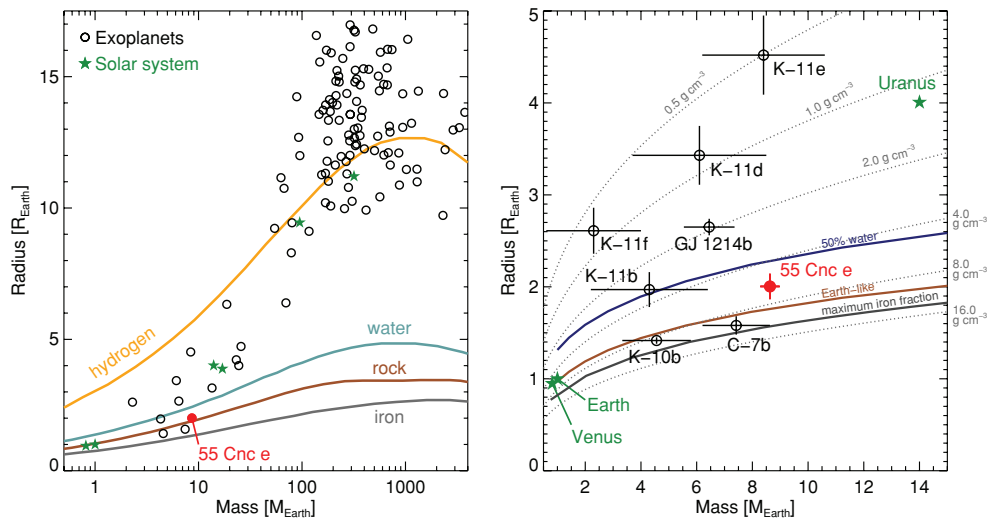 Exoplanets
Solar system
hydrogen
water
rock
iron
55 Cnc e
0
5
10
15
1
10
100
1000
Radius [R_Earth]
Mass [M_Earth]
0.5 g cm⁻³
1.0 g cm⁻³
2.0 g cm⁻³
4.0
g cm⁻³
8.0
g cm⁻³
16.0
g cm⁻³
K−11e
Uranus
K−11d
K−11f
GJ 1214b
50% water
K−11b
55 Cnc e
Earth−like
maximum iron fraction
K−10b
C−7b
Earth
Venus
0
1
2
3
4
5
2
4
6
8
10
12
14
Radius [R_Earth]
Mass [M_Earth]